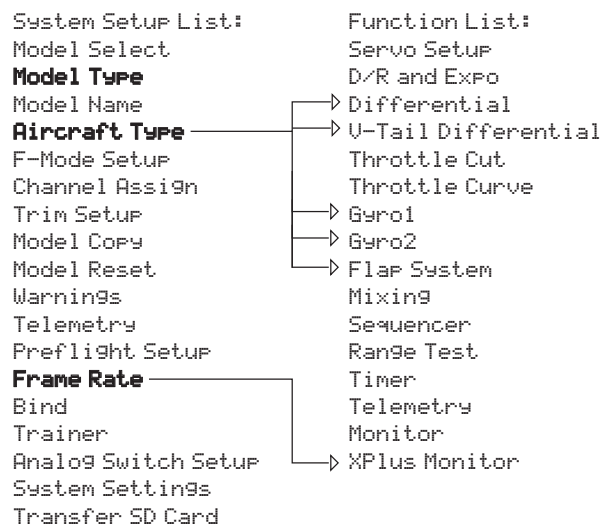 System Setup List:
Model Select
Model Type
Model Name
Aircraft Type
F-Mode Setup
Channel Assign
Trim Setup
Model Copy
Model Reset
Warnings
Telemetry
Preflight Setup
Frame Rate
Bind
Trainer
Analog Switch Setup
System Settings
Transfer SD Card
Function List:
Servo Setup
D/R and Expo
Differential
V-Tail Differential
Throttle Cut
Throttle Curve
Gyro1
Gyro2
Flap System
Mixing
Sequencer
Range Test
Timer
Telemetry
Monitor
XPlus Monitor